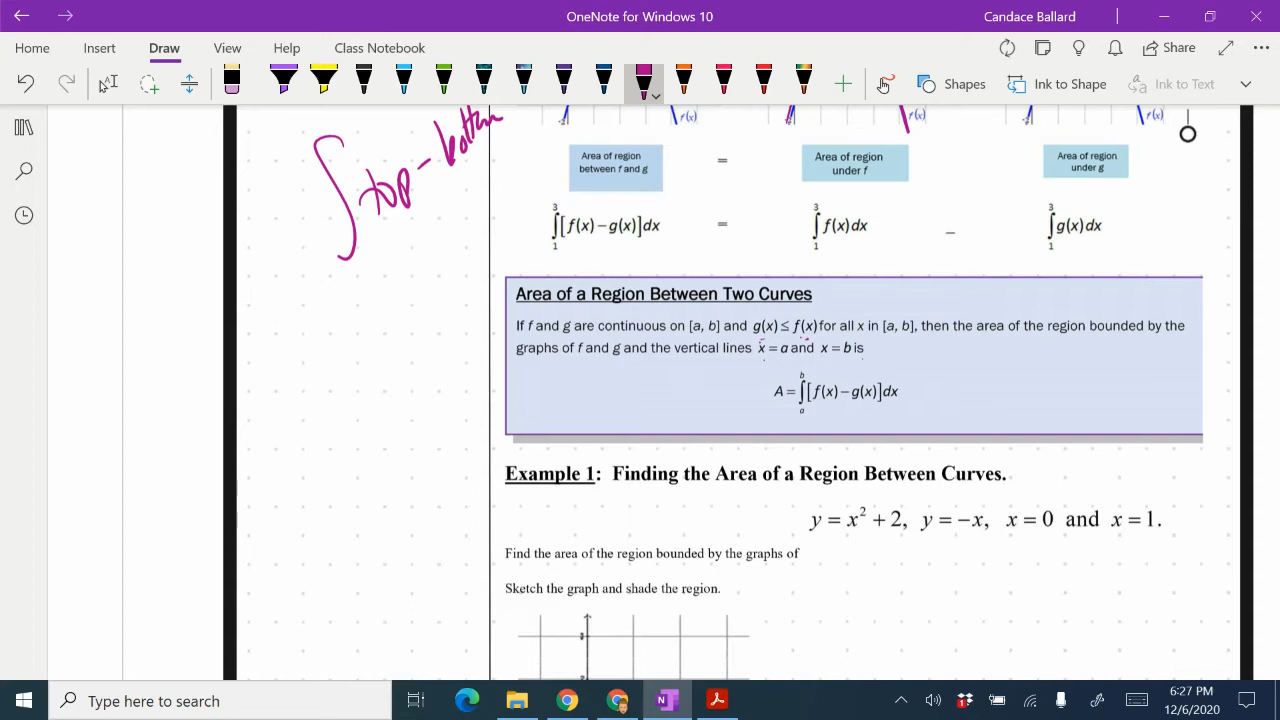 OneNote for Windows 10
Candace Ballard
Home Insert Draw View Help Class Notebook
Share
Shapes Ink to Shape Ink to Text
f(x) f(x) f(x)
∫ top - bottom
Area of region
between f and g
=
Area of region
under f
Area of region
under g
∫₁³[f(x) − g(x)]dx = ∫₁³ f(x)dx − ∫₁³ g(x)dx
Area of a Region Between Two Curves
If f and g are continuous on [a, b] and g(x) ≤ f(x) for all x in [a, b], then the area of the region bounded by the
graphs of f and g and the vertical lines x = a and x = b is
A = ∫ₐᵇ[f(x) − g(x)]dx
Example 1: Finding the Area of a Region Between Curves.
y = x² + 2, y = −x, x = 0 and x = 1.
Find the area of the region bounded by the graphs of
Sketch the graph and shade the region.
Type here to search
6:27 PM
12/6/2020